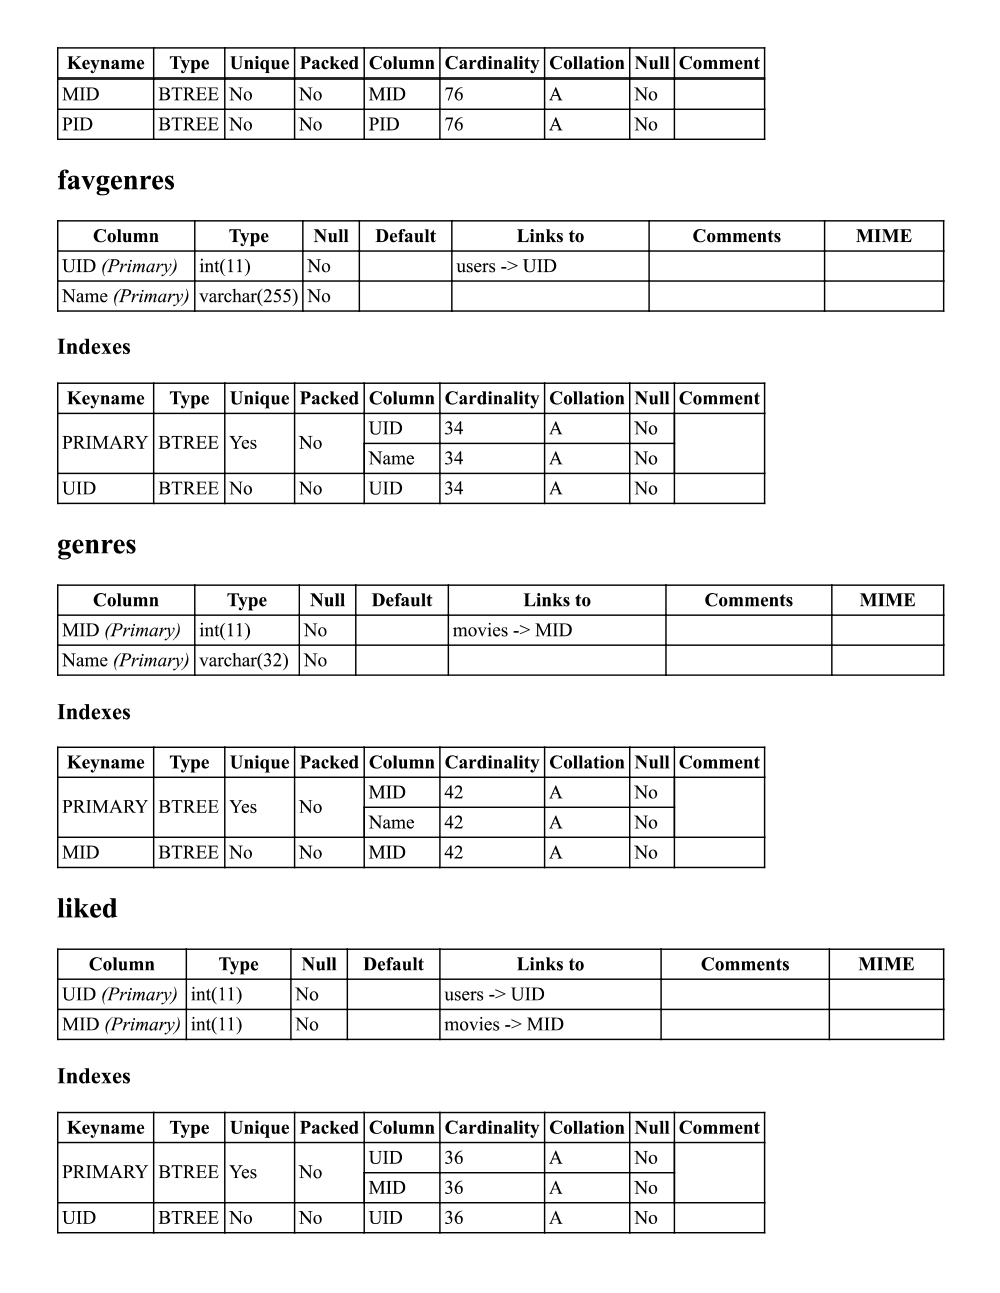 Keyname Type Unique Packed Column Cardinality Collation Null Comment
MID BTREE No No MID 76 A No
PID BTREE No No PID 76 A No
favgenres
Column Type Null Default Links to Comments MIME
UID (Primary) int(11) No users -> UID
Name (Primary) varchar(255) No
Indexes
Keyname Type Unique Packed Column Cardinality Collation Null Comment
PRIMARY BTREE Yes No UID 34 A No
Name 34 A No
UID BTREE No No UID 34 A No
genres
Column Type Null Default Links to Comments MIME
MID (Primary) int(11) No movies -> MID
Name (Primary) varchar(32) No
Indexes
Keyname Type Unique Packed Column Cardinality Collation Null Comment
PRIMARY BTREE Yes No MID 42 A No
Name 42 A No
MID BTREE No No MID 42 A No
liked
Column Type Null Default Links to Comments MIME
UID (Primary) int(11) No users -> UID
MID (Primary) int(11) No movies -> MID
Indexes
Keyname Type Unique Packed Column Cardinality Collation Null Comment
PRIMARY BTREE Yes No UID 36 A No
MID 36 A No
UID BTREE No No UID 36 A No